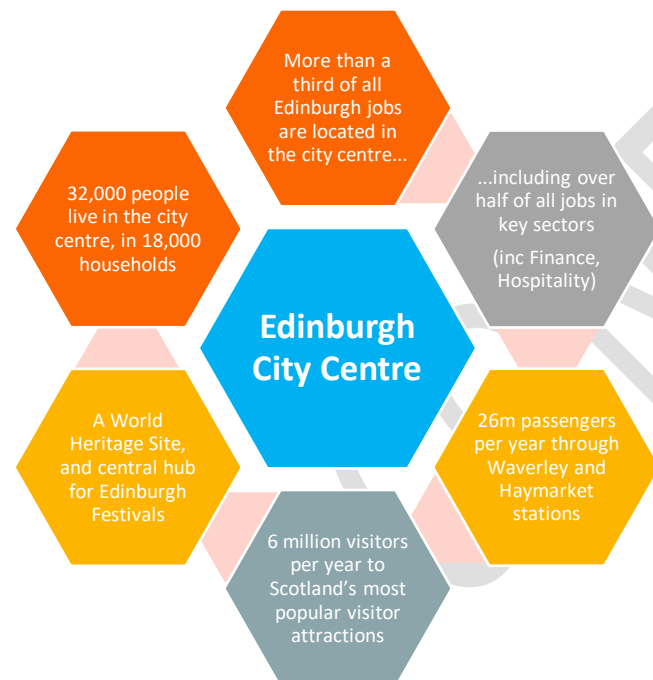 More than a
third of all
Edinburgh jobs
are located in
the city centre...
...including over
half of all jobs in
key sectors
(inc Finance,
Hospitality)
26m passengers
per year through
Waverley and
Haymarket
stations
6 million visitors
per year to
Scotland’s most
popular visitor
attractions
A World
Heritage Site,
and central hub
for Edinburgh
Festivals
32,000 people
live in the city
centre, in 18,000
households
Edinburgh
City Centre